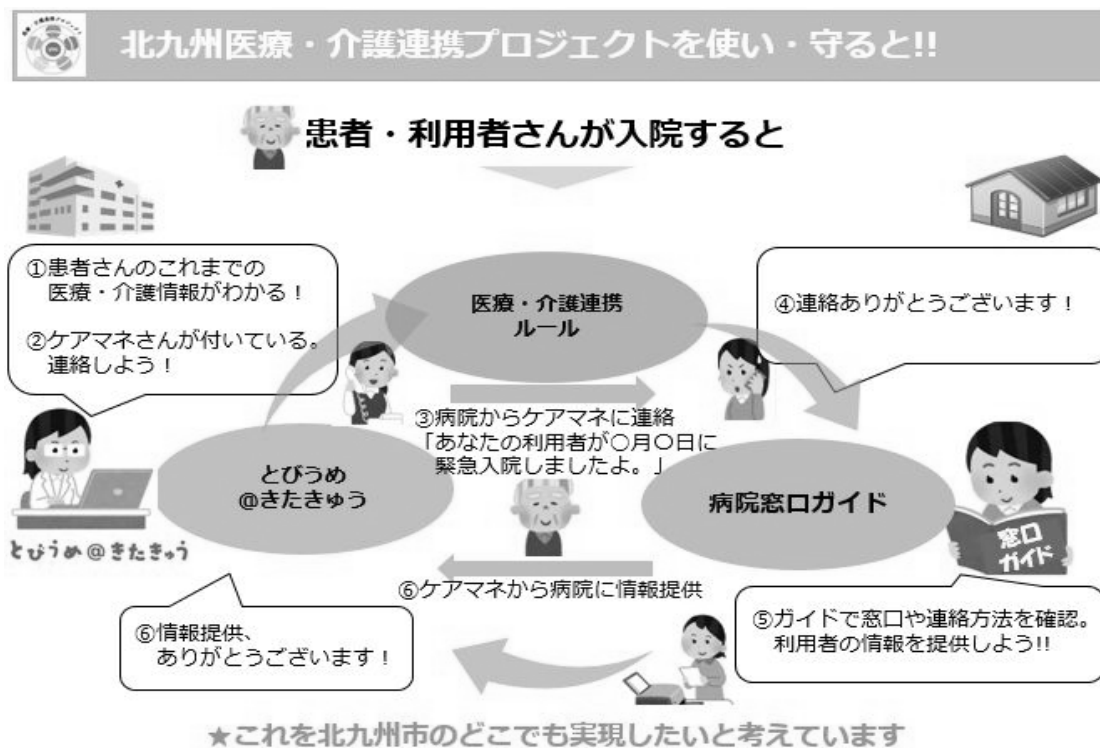 北九州医療・介護連携プロジェクトを使い・守ると!!
患者・利用者さんが入院すると
①患者さんのこれまでの
医療・介護情報がわかる！
②ケアマネさんが付いている。
連絡しよう！
医療・介護連携
ルール
④連絡ありがとうございます！
③病院からケアマネに連絡
「あなたの利用者が〇月〇日に
緊急入院しましたよ。」
とびうめ
@きたきゅう
病院窓口ガイド
窓口
ガイド
とびうめ@きたきゅう
⑥ケアマネから病院に情報提供
⑥情報提供、
ありがとうございます！
⑤ガイドで窓口や連絡方法を確認。
利用者の情報を提供しよう!!
★これを北九州市のどこでも実現したいと考えています